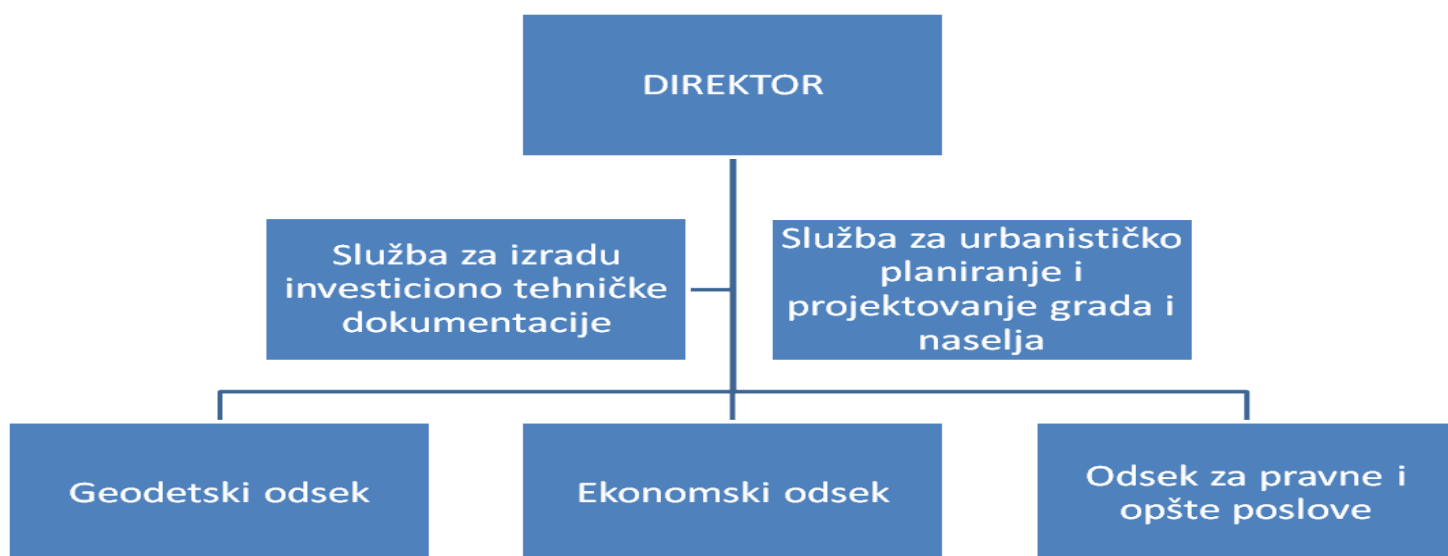 DIREKTOR
Služba za izradu
investiciono tehničke
dokumentacije
Služba za urbanističko
planiranje i
projektovanje grada i
naselja
Geodetski odsek
Ekonomski odsek
Odsek za pravne i
opšte poslove